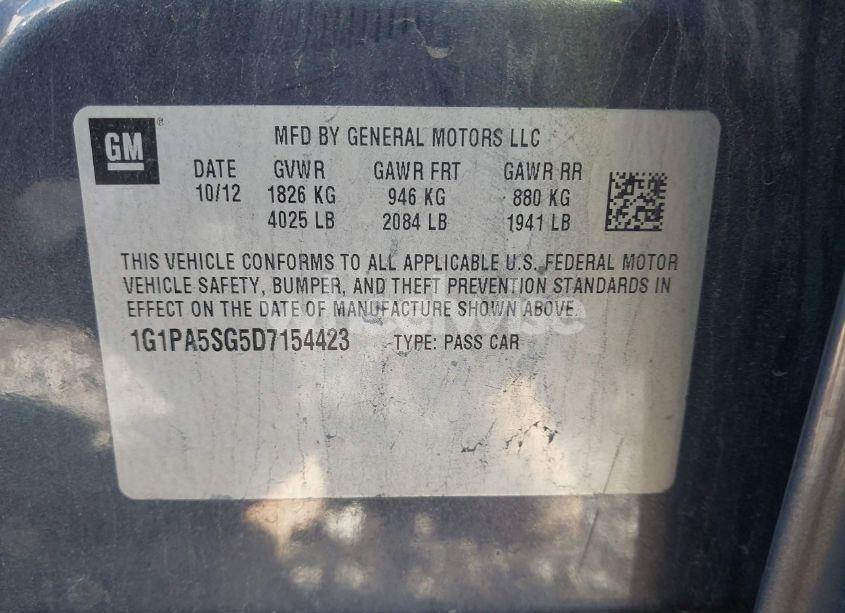 GM
MFD BY GENERAL MOTORS LLC
DATE GVWR GAWR FRT GAWR RR
10/12 1826 KG 946 KG 880 KG
4025 LB 2084 LB 1941 LB
THIS VEHICLE CONFORMS TO ALL APPLICABLE U.S. FEDERAL MOTOR
VEHICLE SAFETY, BUMPER, AND THEFT PREVENTION STANDARDS IN
EFFECT ON THE DATE OF MANUFACTURE SHOWN ABOVE.
1G1PA5SG5D7154423 TYPE: PASS CAR